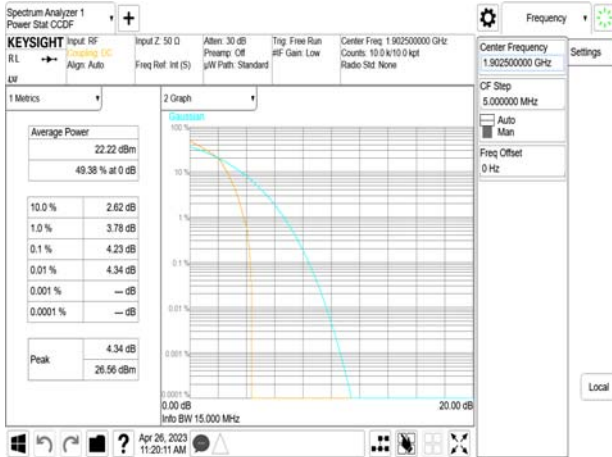 Spectrum Analyzer 1
Power Stat CCDF
+
Frequency
KEYSIGHT
RL
LW
Input: RF
Coupling: DC
Align: Auto
Input Z: 50 Ω
Freq Ref: Int (S)
Atten: 30 dB
Preamp: Off
µW Path: Standard
Trig: Free Run
#IF Gain: Low
Center Freq: 1.902500000 GHz
Counts: 10.0 k/10.0 kpt
Radio Std: None
Center Frequency
1.902500000 GHz
Settings
CF Step
5.000000 MHz
Auto
Man
Freq Offset
0 Hz
Local
1 Metrics
Average Power
22.22 dBm
49.38 % at 0 dB
10.0 % 2.62 dB
1.0 % 3.78 dB
0.1 % 4.23 dB
0.01 % 4.34 dB
0.001 % --- dB
0.0001 % --- dB
Peak
4.34 dB
26.56 dBm
2 Graph
Gaussian
100 %
10 %
1 %
0.1 %
0.01 %
0.001 %
0.0001 %
0.00 dB 20.00 dB
Info BW 15.000 MHz
?
Apr 26, 2023
11:20:11 AM